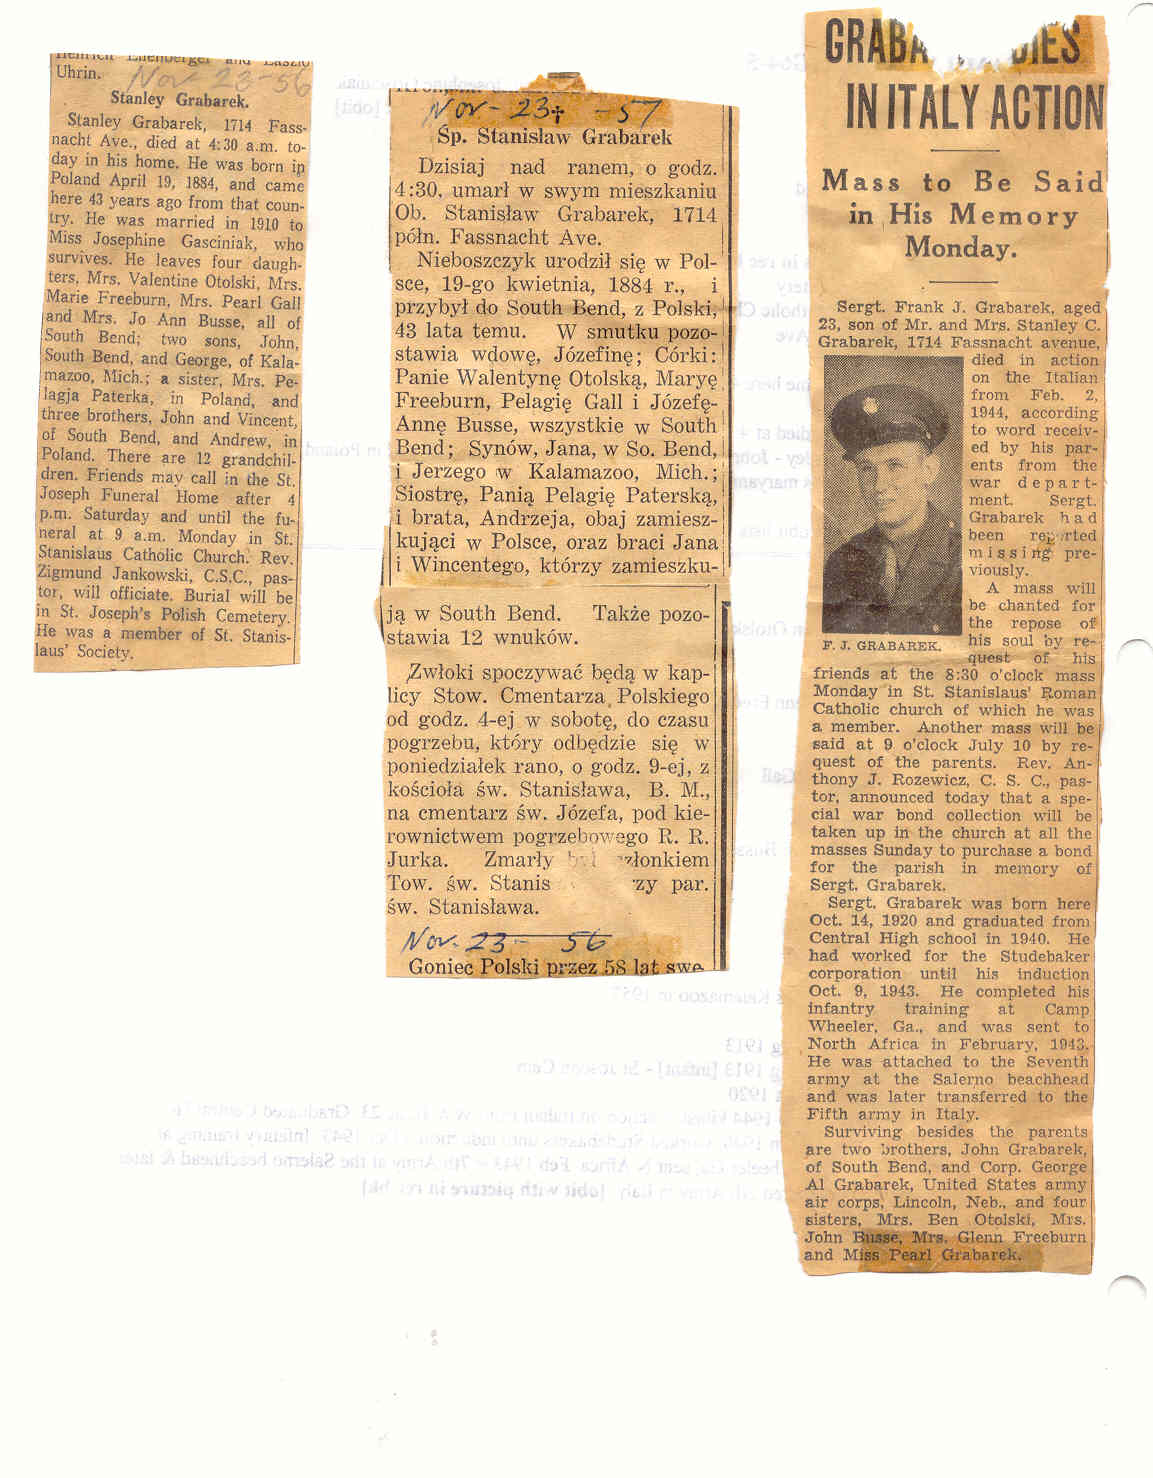 Uhrin.
Nov 23-56
Stanley Grabarek.
Stanley Grabarek, 1714 Fass-
nacht Ave., died at 4:30 a.m. to-
day in his home. He was born in
Poland April 19, 1884, and came
here 43 years ago from that coun-
try. He was married in 1910 to
Miss Josephine Gasciniak, who
survives. He leaves four daugh-
ters, Mrs. Valentine Otolski, Mrs.
Marie Freeburn, Mrs. Pearl Gall
and Mrs. Jo Ann Busse, all of
South Bend; two sons, John,
South Bend, and George, of Kala-
mazoo, Mich.; a sister, Mrs. Pe-
lagja Paterka, in Poland, and
three brothers, John and Vincent,
of South Bend, and Andrew, in
Poland. There are 12 grandchil-
dren. Friends may call in the St.
Joseph Funeral Home after 4
p.m. Saturday and until the fu-
neral at 9 a.m. Monday in St.
Stanislaus Catholic Church. Rev.
Zigmund Jankowski, C.S.C., pas-
tor, will officiate. Burial will be
in St. Joseph's Polish Cemetery.
He was a member of St. Stanis-
laus' Society.
Nov- 23 -57
Śp. Stanisław Grabarek
Dzisiaj nad ranem, o godz.
4:30, umarł w swym mieszkaniu
Ob. Stanisław Grabarek, 1714
półn. Fassnacht Ave.
Nieboszczyk urodził się w Pol-
sce, 19-go kwietnia, 1884 r., i
przybył do South Bend, z Polski,
43 lata temu. W smutku pozo-
stawia wdowę, Józefinę; Córki:
Panie Walentynę Otolską, Maryę
Freeburn, Pelagię Gall i Józefę-
Annę Busse, wszystkie w South
Bend; Synów, Jana, w So. Bend,
i Jerzego w Kalamazoo, Mich.;
Siostrę, Panią Pelagię Paterską,
i brata, Andrzeja, obaj zamiesz-
kująci w Polsce, oraz braci Jana
i Wincentego, którzy zamieszku-
ją w South Bend. Także pozo-
stawia 12 wnuków.
Zwłoki spoczywać będą w kap-
licy Stow. Cmentarza Polskiego
od godz. 4-ej w sobotę, do czasu
pogrzebu, który odbędzie się w
poniedziałek rano, o godz. 9-ej, z
kościoła św. Stanisława, B. M.,
na cmentarz św. Józefa, pod kie-
rownictwem pogrzebowego R. R.
Jurka. Zmarły był członkiem
Tow. św. Stanis zy par.
św. Stanisława.
Nov. 23- 56
Goniec Polski przez 58 lat
DIES
IN ITALY ACTION
Mass to Be Said
in His Memory
Monday.
Sergt. Frank J. Grabarek, aged
23, son of Mr. and Mrs. Stanley C.
Grabarek, 1714 Fassnacht avenue,
died in action
on the Italian
from Feb. 2,
1944, according
to word receiv-
ed by his par-
ents from the
war depart-
ment. Sergt.
Grabarek had
been reported
missing pre-
viously.
A mass will
be chanted for
the repose of
his soul by re-
quest of his
F. J. GRABAREK.
friends at the 8:30 o'clock mass
Monday in St. Stanislaus' Roman
Catholic church of which he was
a member. Another mass will be
said at 9 o'clock July 10 by re-
quest of the parents. Rev. An-
thony J. Rozewicz, C. S. C., pas-
tor, announced today that a spe-
cial war bond collection will be
taken up in the church at all the
masses Sunday to purchase a bond
for the parish in memory of
Sergt. Grabarek.
Sergt. Grabarek was born here
Oct. 14, 1920 and graduated from
Central High school in 1940. He
had worked for the Studebaker
corporation until his induction
Oct. 9, 1943. He completed his
infantry training at Camp
Wheeler, Ga., and was sent to
North Africa in February, 1943.
He was attached to the Seventh
army at the Salerno beachhead
and was later transferred to the
Fifth army in Italy.
Surviving besides the parents
are two brothers, John Grabarek,
of South Bend, and Corp. George
Al Grabarek, United States army
air corps, Lincoln, Neb., and four
sisters, Mrs. Ben Otolski, Mrs.
John Busse, Mrs. Glenn Freeburn
and Miss Pearl Grabarek.